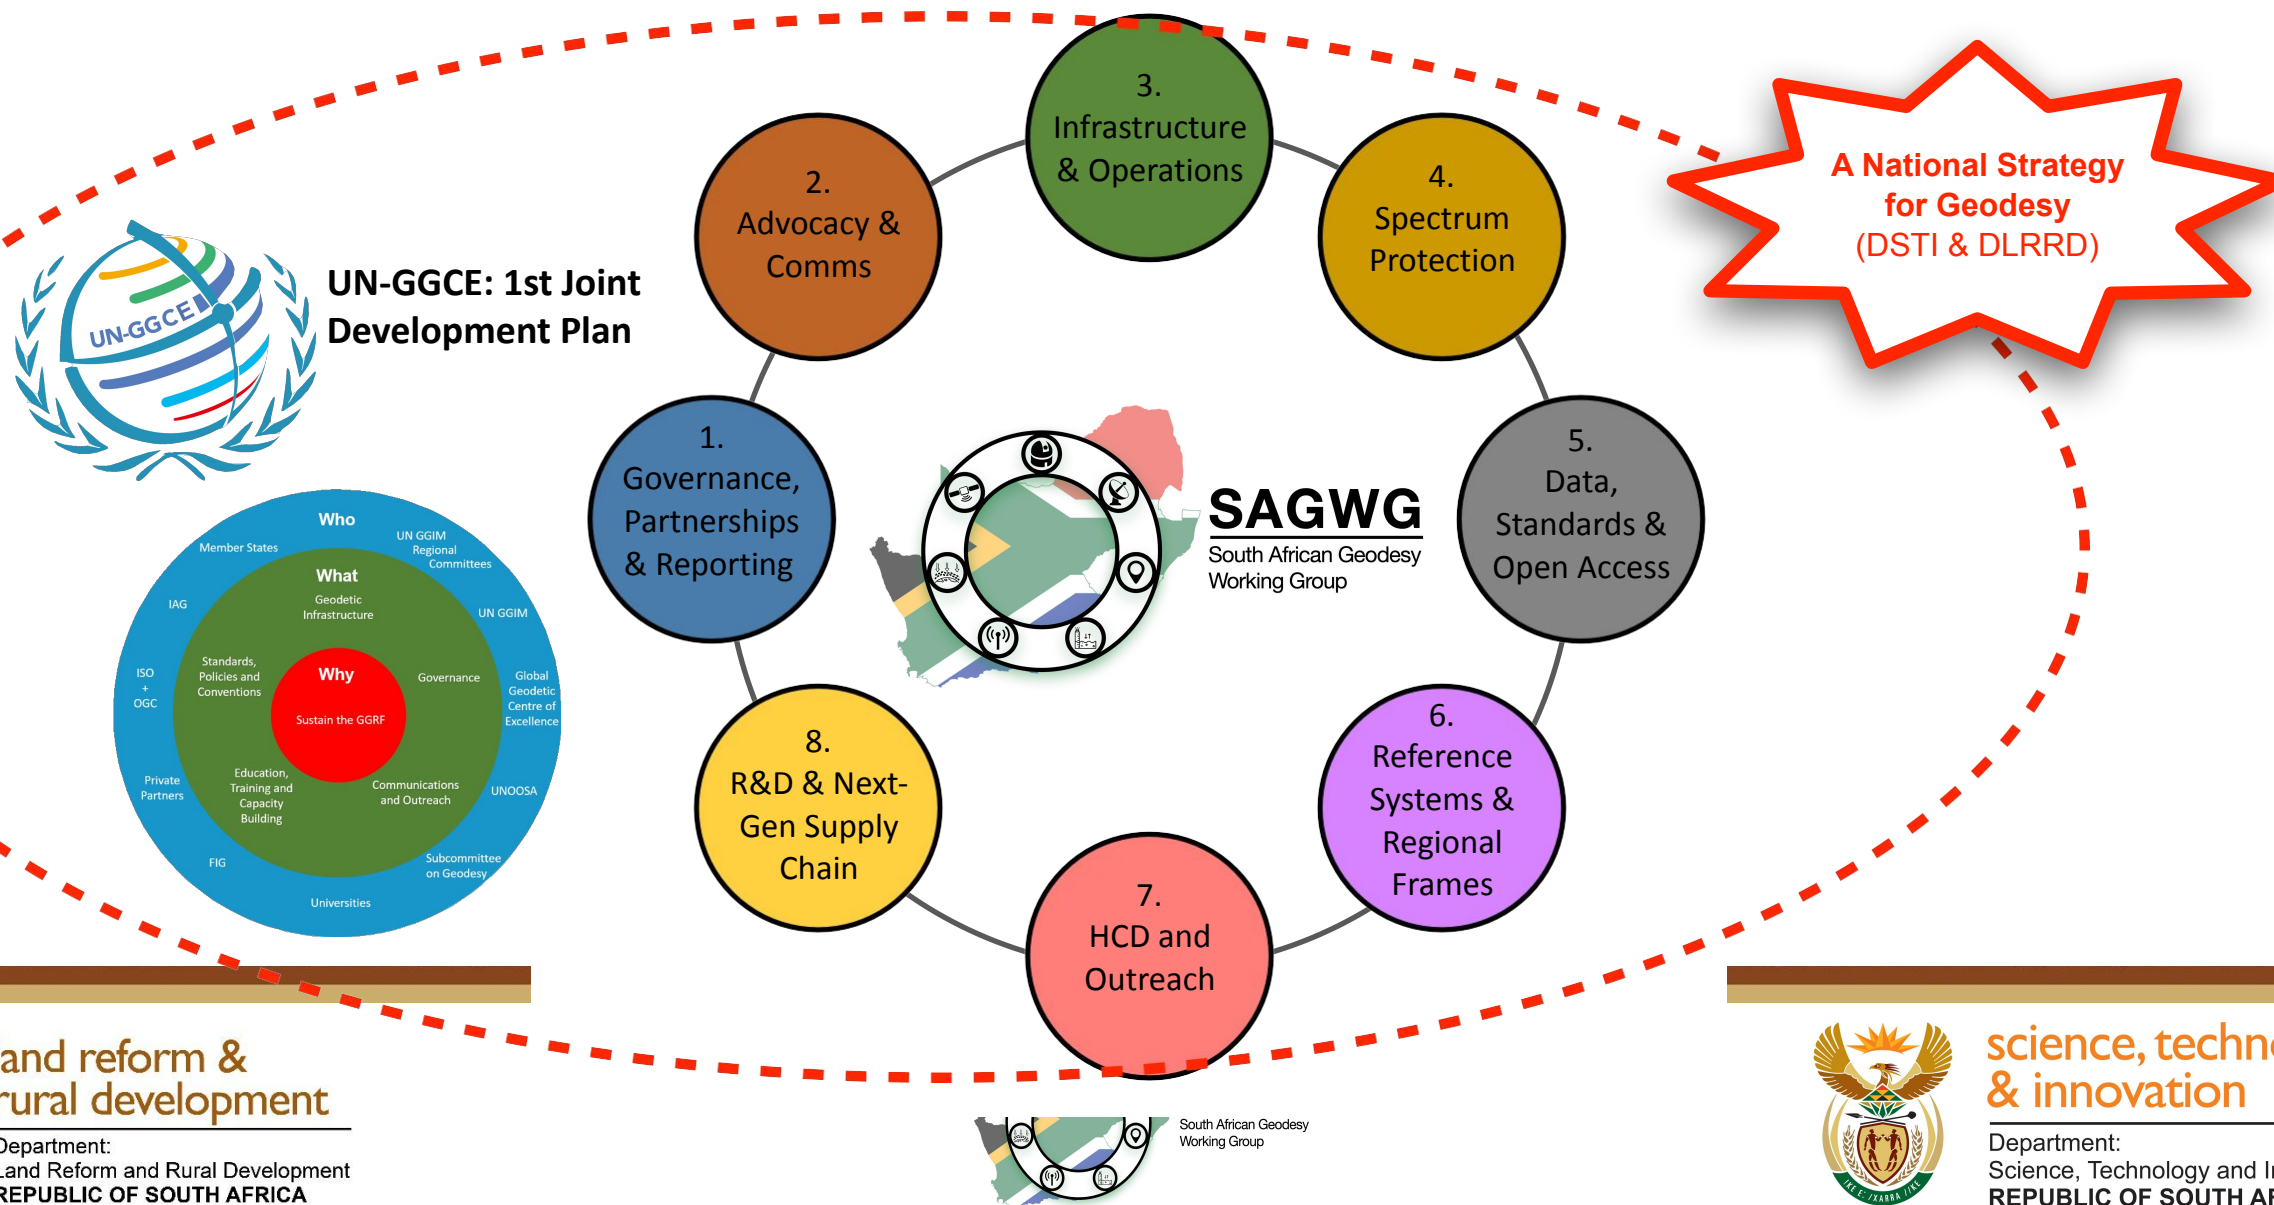 3.
Infrastructure
& Operations
2.
Advocacy &
Comms
4.
Spectrum
Protection
A National Strategy
for Geodesy
(DSTI & DLRRD)
UN-GGCE
UN-GGCE: 1st Joint
Development Plan
1.
Governance,
Partnerships
& Reporting
SAGWG
South African Geodesy
Working Group
5.
Data,
Standards &
Open Access
Who
Member States
UN GGIM
Regional
Committees
IAG
UN GGIM
ISO
+
OGC
Global
Geodetic
Centre of
Excellence
Private
Partners
UNOOSA
FIG
Subcommittee
on Geodesy
Universities
What
Geodetic
Infrastructure
Standards,
Policies and
Conventions
Governance
Education,
Training and
Capacity
Building
Communications
and Outreach
Why
Sustain the GGRF
8.
R&D & Next-
Gen Supply
Chain
6.
Reference
Systems &
Regional
Frames
7.
HCD and
Outreach
and reform &
rural development
Department:
Land Reform and Rural Development
REPUBLIC OF SOUTH AFRICA
South African Geodesy
Working Group
!KE E: /XARRA //KE
science, techn
& innovation
Department:
Science, Technology and I
REPUBLIC OF SOUTH AF